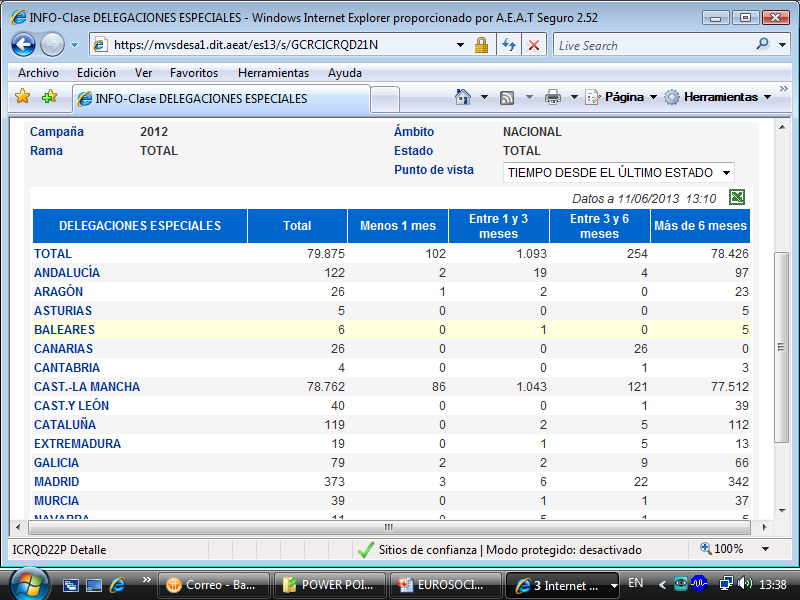 INFO-Clase DELEGACIONES ESPECIALES - Windows Internet Explorer proporcionado por A.E.A.T Seguro 2.52
https://mvsdesa1.dit.aeat/es13/s/GCRCICRQD21N
Live Search
Archivo Edición Ver Favoritos Herramientas Ayuda
INFO-Clase DELEGACIONES ESPECIALES Página Herramientas
Campaña 2012 Ámbito NACIONAL
Rama TOTAL Estado TOTAL
Punto de vista TIEMPO DESDE EL ÚLTIMO ESTADO
Datos a 11/06/2013 13:10
DELEGACIONES ESPECIALES Total Menos 1 mes Entre 1 y 3 meses Entre 3 y 6 meses Más de 6 meses
TOTAL 79.875 102 1.093 254 78.426
ANDALUCÍA 122 2 19 4 97
ARAGÓN 26 1 2 0 23
ASTURIAS 5 0 0 0 5
BALEARES 6 0 1 0 5
CANARIAS 26 0 0 26 0
CANTABRIA 4 0 0 1 3
CAST.-LA MANCHA 78.762 86 1.043 121 77.512
CAST.Y LEÓN 40 0 0 1 39
CATALUÑA 119 0 2 5 112
EXTREMADURA 19 0 1 5 13
GALICIA 79 2 2 9 66
MADRID 373 3 6 22 342
MURCIA 39 0 1 1 37
NAVARRA 11 0 5 1 5
ICRQD22P Detalle Sitios de confianza | Modo protegido: desactivado 100%
Correo - Ba... POWER POI... EUROSOCI... 3 Internet ... EN 13:38